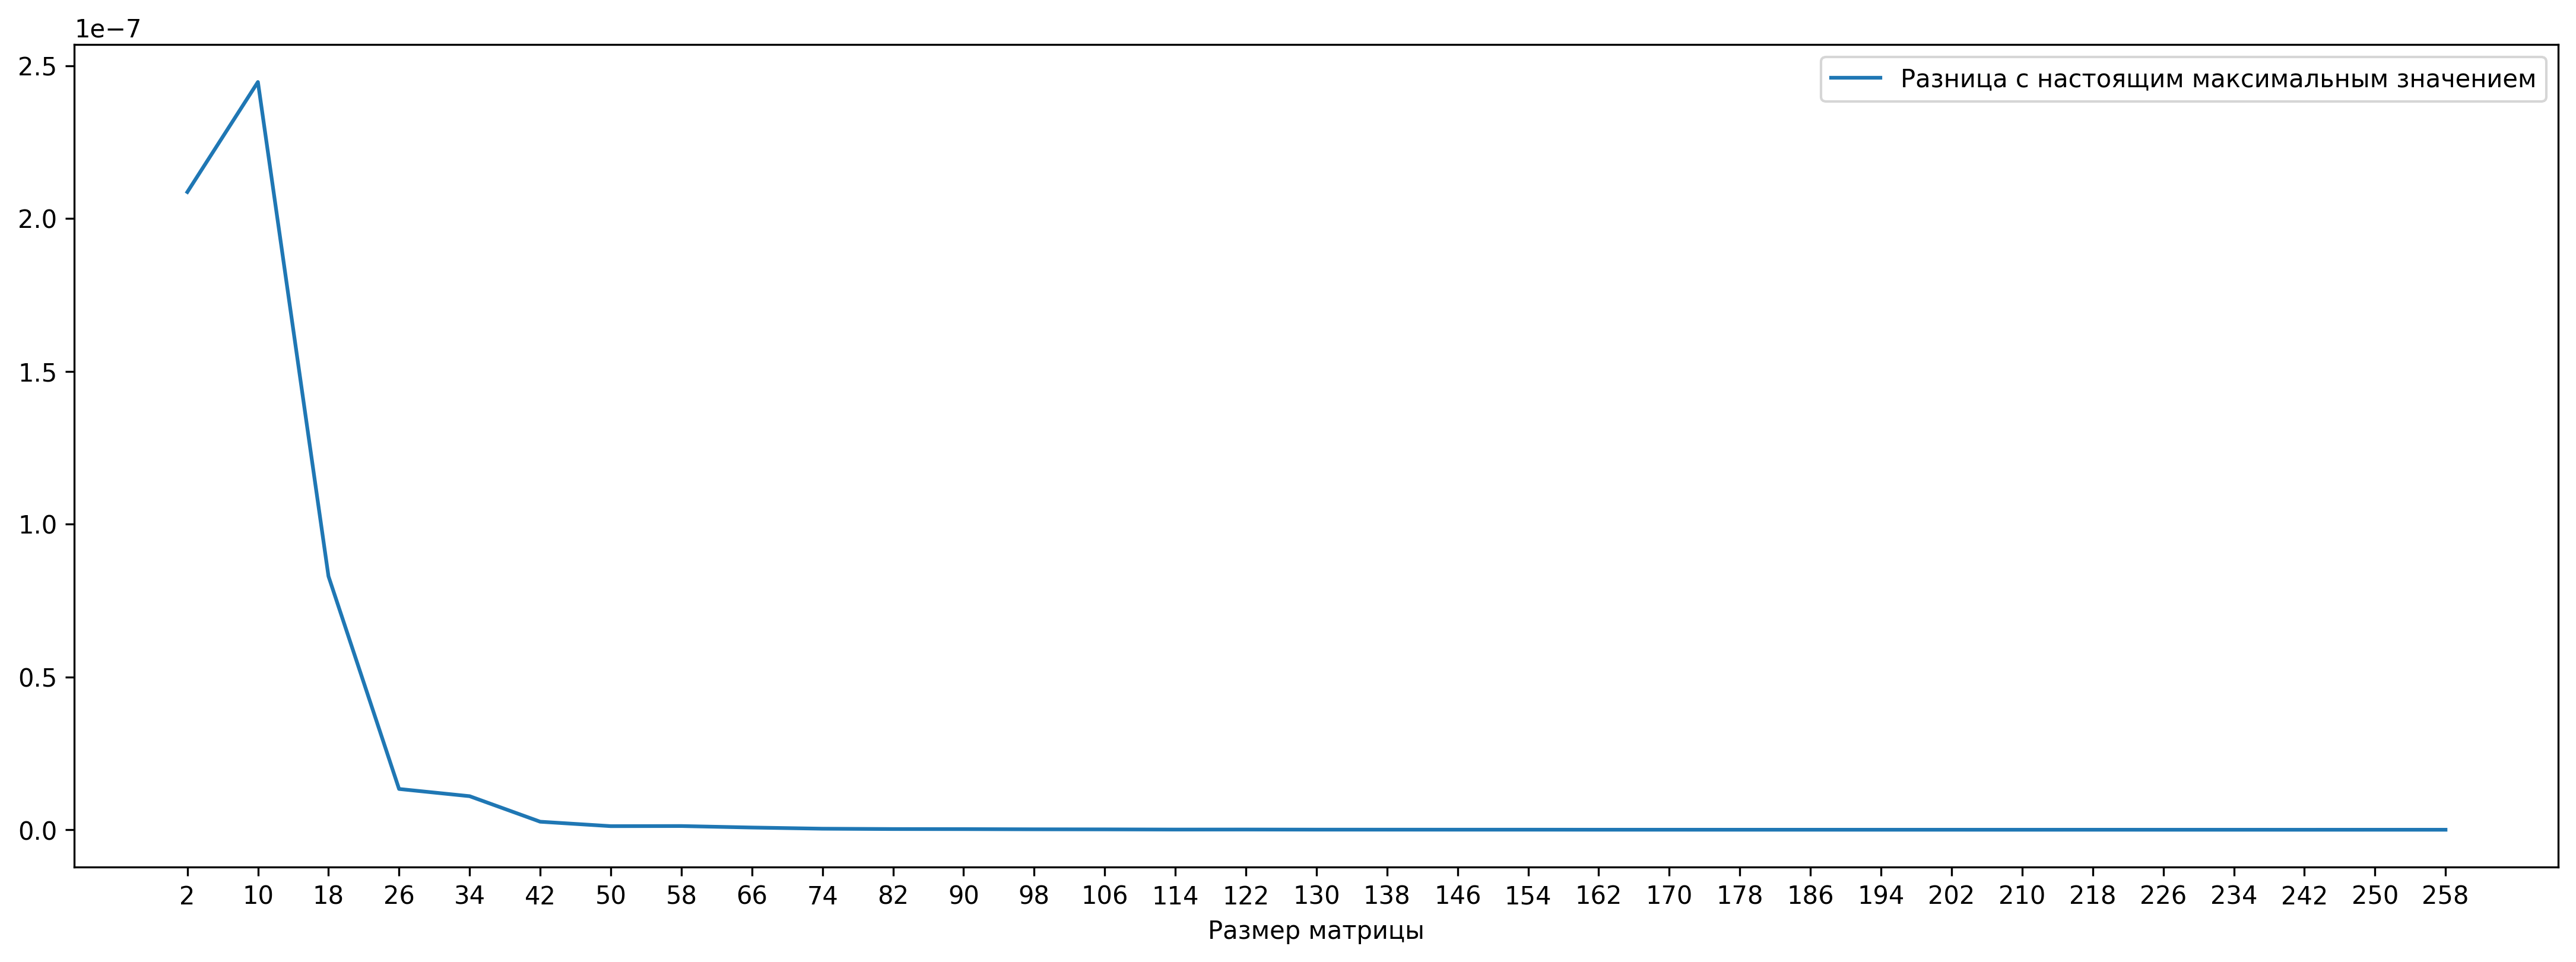 1e−7
Разница с настоящим максимальным значением
2.5
2.0
1.5
1.0
0.5
0.0
2 10 18 26 34 42 50 58 66 74 82 90 98 106 114 122 130 138 146 154 162 170 178 186 194 202 210 218 226 234 242 250 258
Размер матрицы